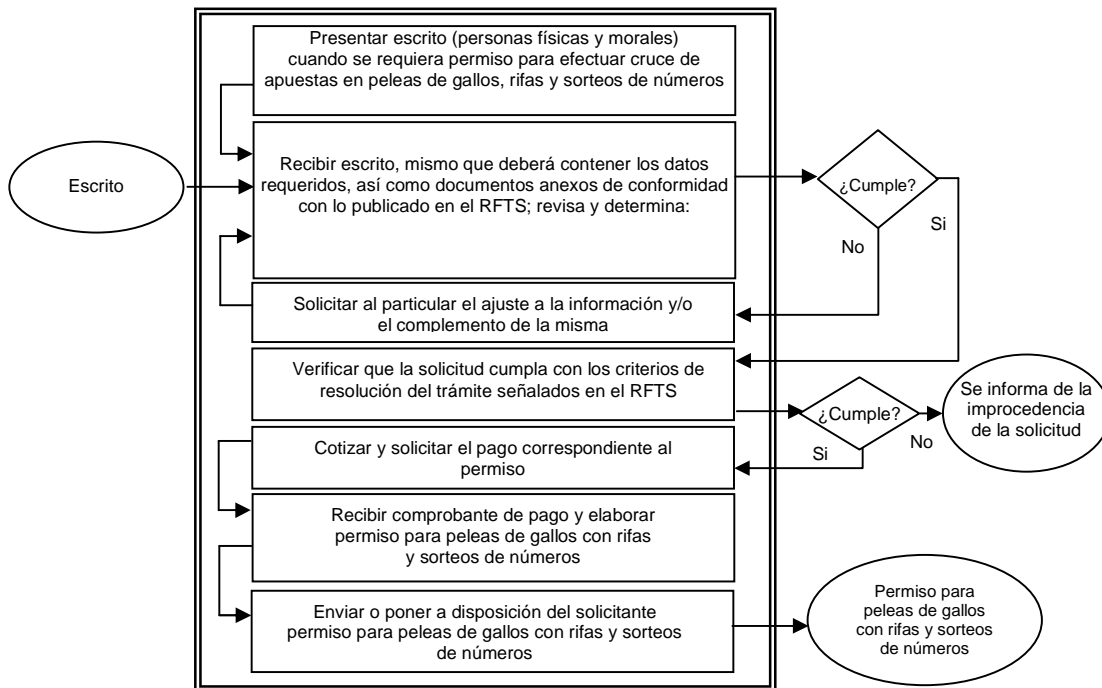 Presentar escrito (personas físicas y morales)
cuando se requiera permiso para efectuar cruce de
apuestas en peleas de gallos, rifas y sorteos de números
Escrito
Recibir escrito, mismo que deberá contener los datos
requeridos, así como documentos anexos de conformidad
con lo publicado en el RFTS; revisa y determina:
¿Cumple?
Si
No
Solicitar al particular el ajuste a la información y/o
el complemento de la misma
Verificar que la solicitud cumpla con los criterios de
resolución del trámite señalados en el RFTS
¿Cumple?
Si
No
Se informa de la
improcedencia
de la solicitud
Cotizar y solicitar el pago correspondiente al
permiso
Recibir comprobante de pago y elaborar
permiso para peleas de gallos con rifas
y sorteos de números
Enviar o poner a disposición del solicitante
permiso para peleas de gallos con rifas y sorteos
de números
Permiso para
peleas de gallos
con rifas y sorteos
de números